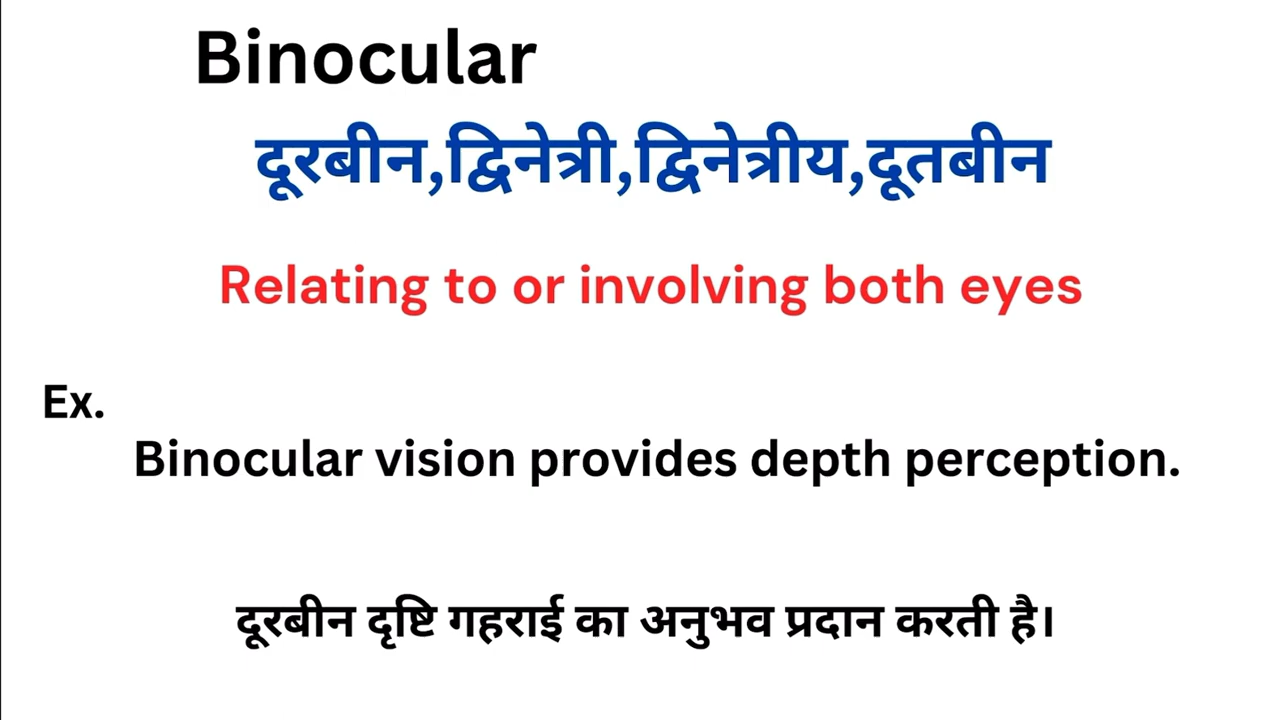 Binocular
दूरबीन,द्विनेत्री,द्विनेत्रीय,दूतबीन
Relating to or involving both eyes
Ex.
Binocular vision provides depth perception.
दूरबीन दृष्टि गहराई का अनुभव प्रदान करती है।